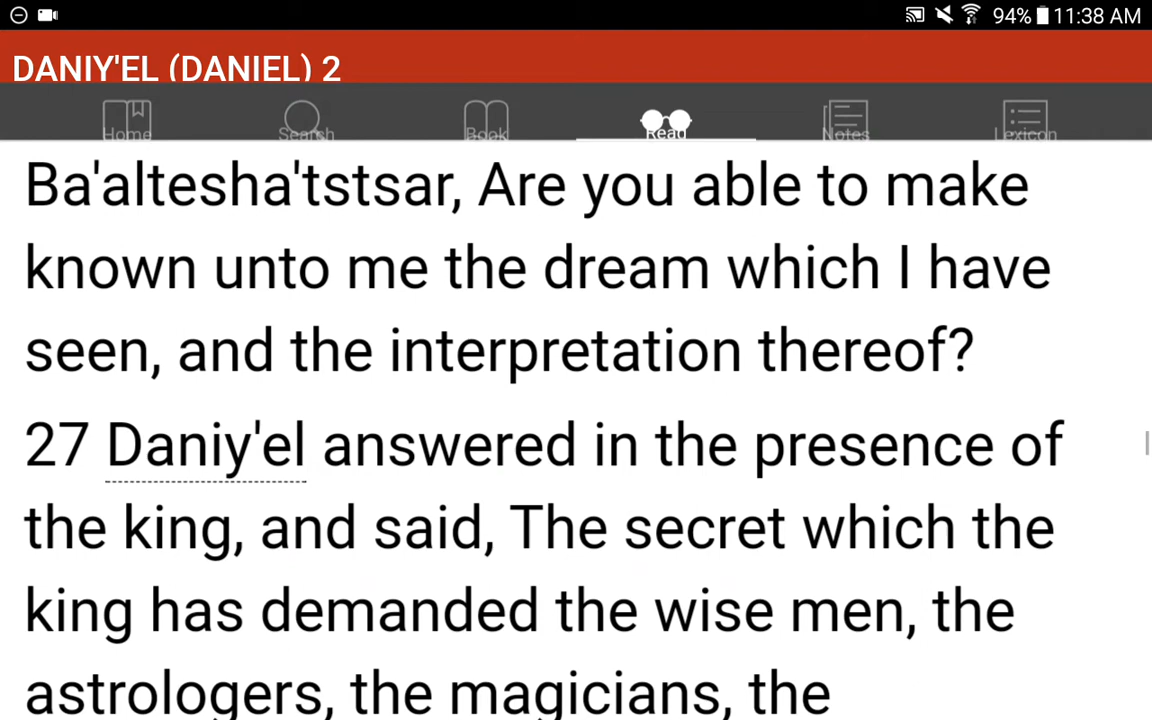 94% 11:38 AM
DANIY'EL (DANIEL) 2
Home Search Book Read Notes Lexicon
Ba'altesha'tstsar, Are you able to make
known unto me the dream which I have
seen, and the interpretation thereof?
27 Daniy'el answered in the presence of
the king, and said, The secret which the
king has demanded the wise men, the
astrologers, the magicians, the